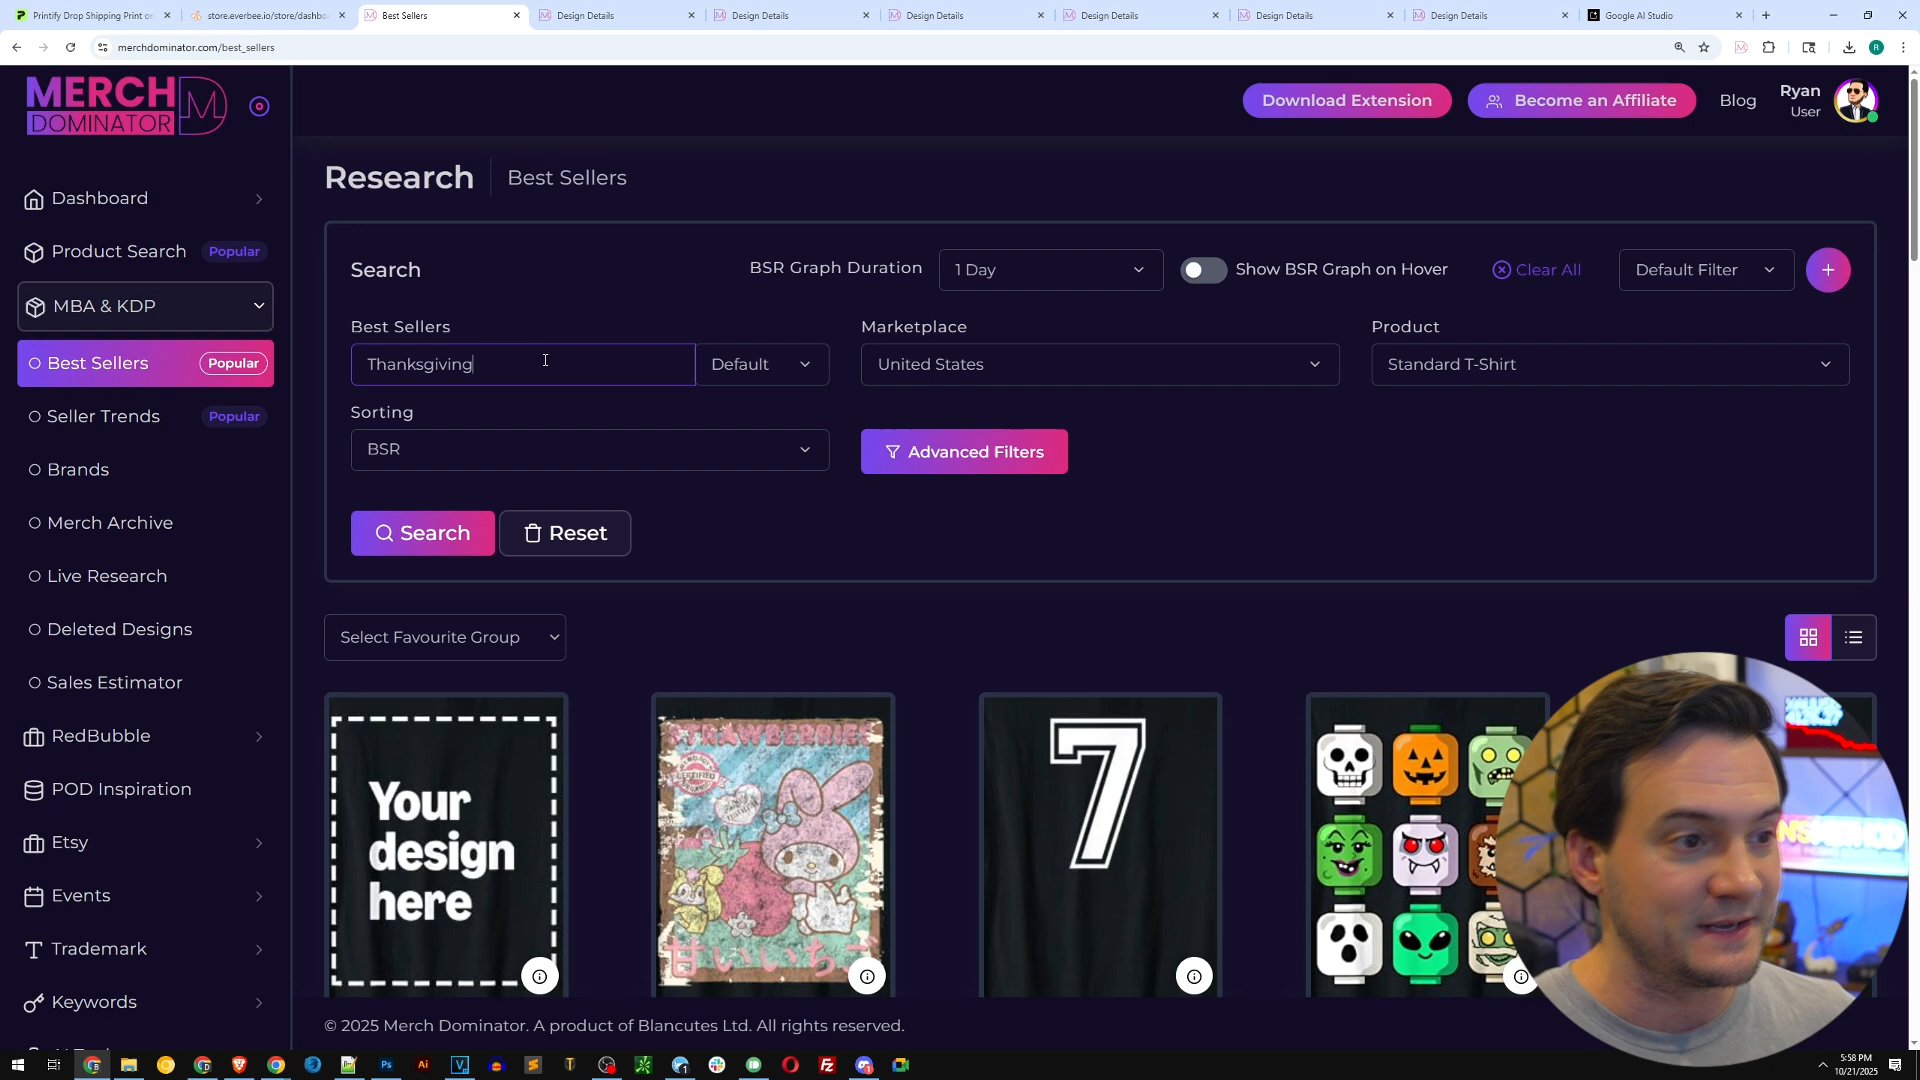 Printify Drop Shipping Print on
store.everbee.io/store/dashbo
Best Sellers
Design Details
Design Details
Design Details
Design Details
Design Details
Design Details
Google AI Studio
merchdominator.com/best_sellers
R
MERCH
DOMINATOR
Download Extension
Become an Affiliate
Blog
Ryan
User
Dashboard
Product Search
Popular
MBA & KDP
Best Sellers
Popular
Seller Trends
Popular
Brands
Merch Archive
Live Research
Deleted Designs
Sales Estimator
RedBubble
POD Inspiration
Etsy
Events
Trademark
Keywords
Research
Best Sellers
Search
BSR Graph Duration
1 Day
Show BSR Graph on Hover
Clear All
Default Filter
Best Sellers
Thanksgiving
Default
Marketplace
United States
Product
Standard T-Shirt
Sorting
BSR
Advanced Filters
Search
Reset
Select Favourite Group
Your
design
here
STRAWBERRIES
甘いいちご
7
© 2025 Merch Dominator. A product of Blancutes Ltd. All rights reserved.
5:58 PM
10/21/2025